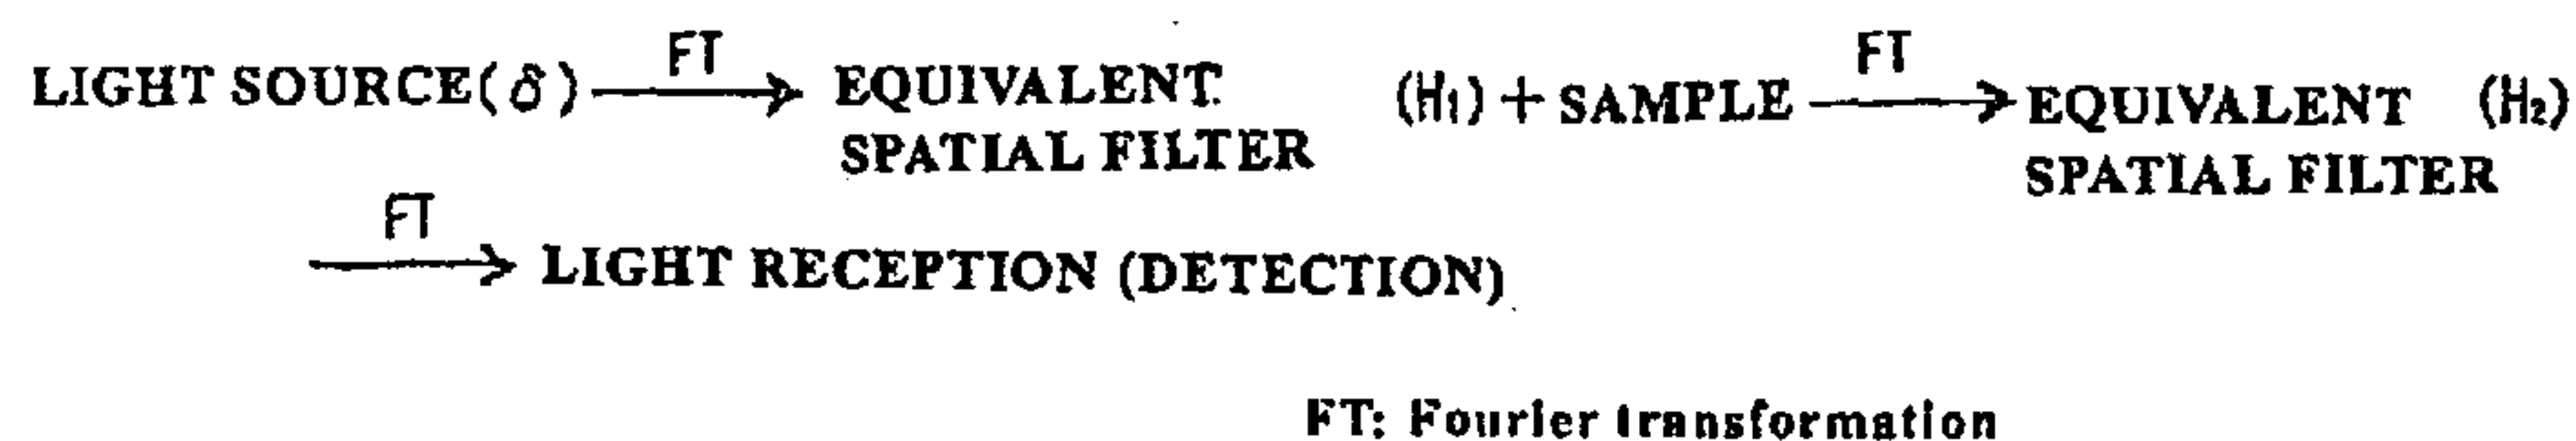 FT FT
LIGHT SOURCE(δ) → EQUIVALENT (H₁) + SAMPLE → EQUIVALENT (H₂)
SPATIAL FILTER SPATIAL FILTER
FT
→ LIGHT RECEPTION (DETECTION)
FT: Fourier transformation